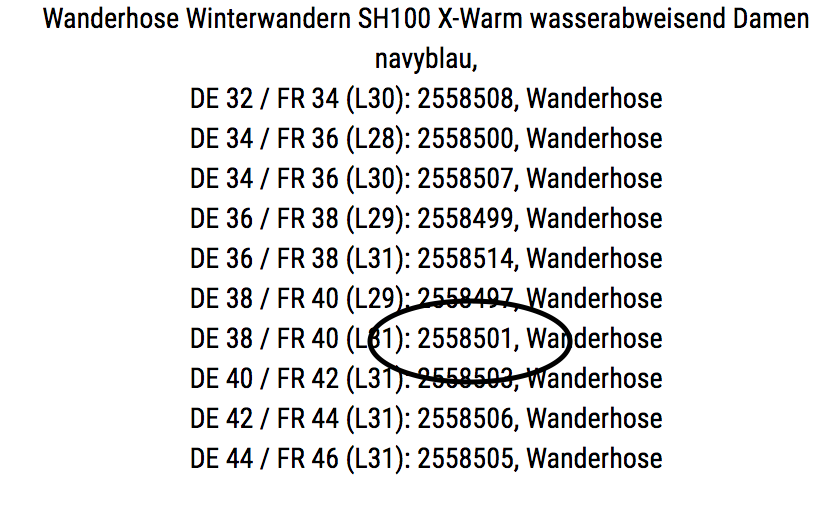 Wanderhose Winterwandern SH100 X-Warm wasserabweisend Damen
navyblau,
DE 32 / FR 34 (L30): 2558508, Wanderhose
DE 34 / FR 36 (L28): 2558500, Wanderhose
DE 34 / FR 36 (L30): 2558507, Wanderhose
DE 36 / FR 38 (L29): 2558499, Wanderhose
DE 36 / FR 38 (L31): 2558514, Wanderhose
DE 38 / FR 40 (L29): 2558497, Wanderhose
DE 38 / FR 40 (L31): 2558501, Wanderhose
DE 40 / FR 42 (L31): 2558503, Wanderhose
DE 42 / FR 44 (L31): 2558506, Wanderhose
DE 44 / FR 46 (L31): 2558505, Wanderhose